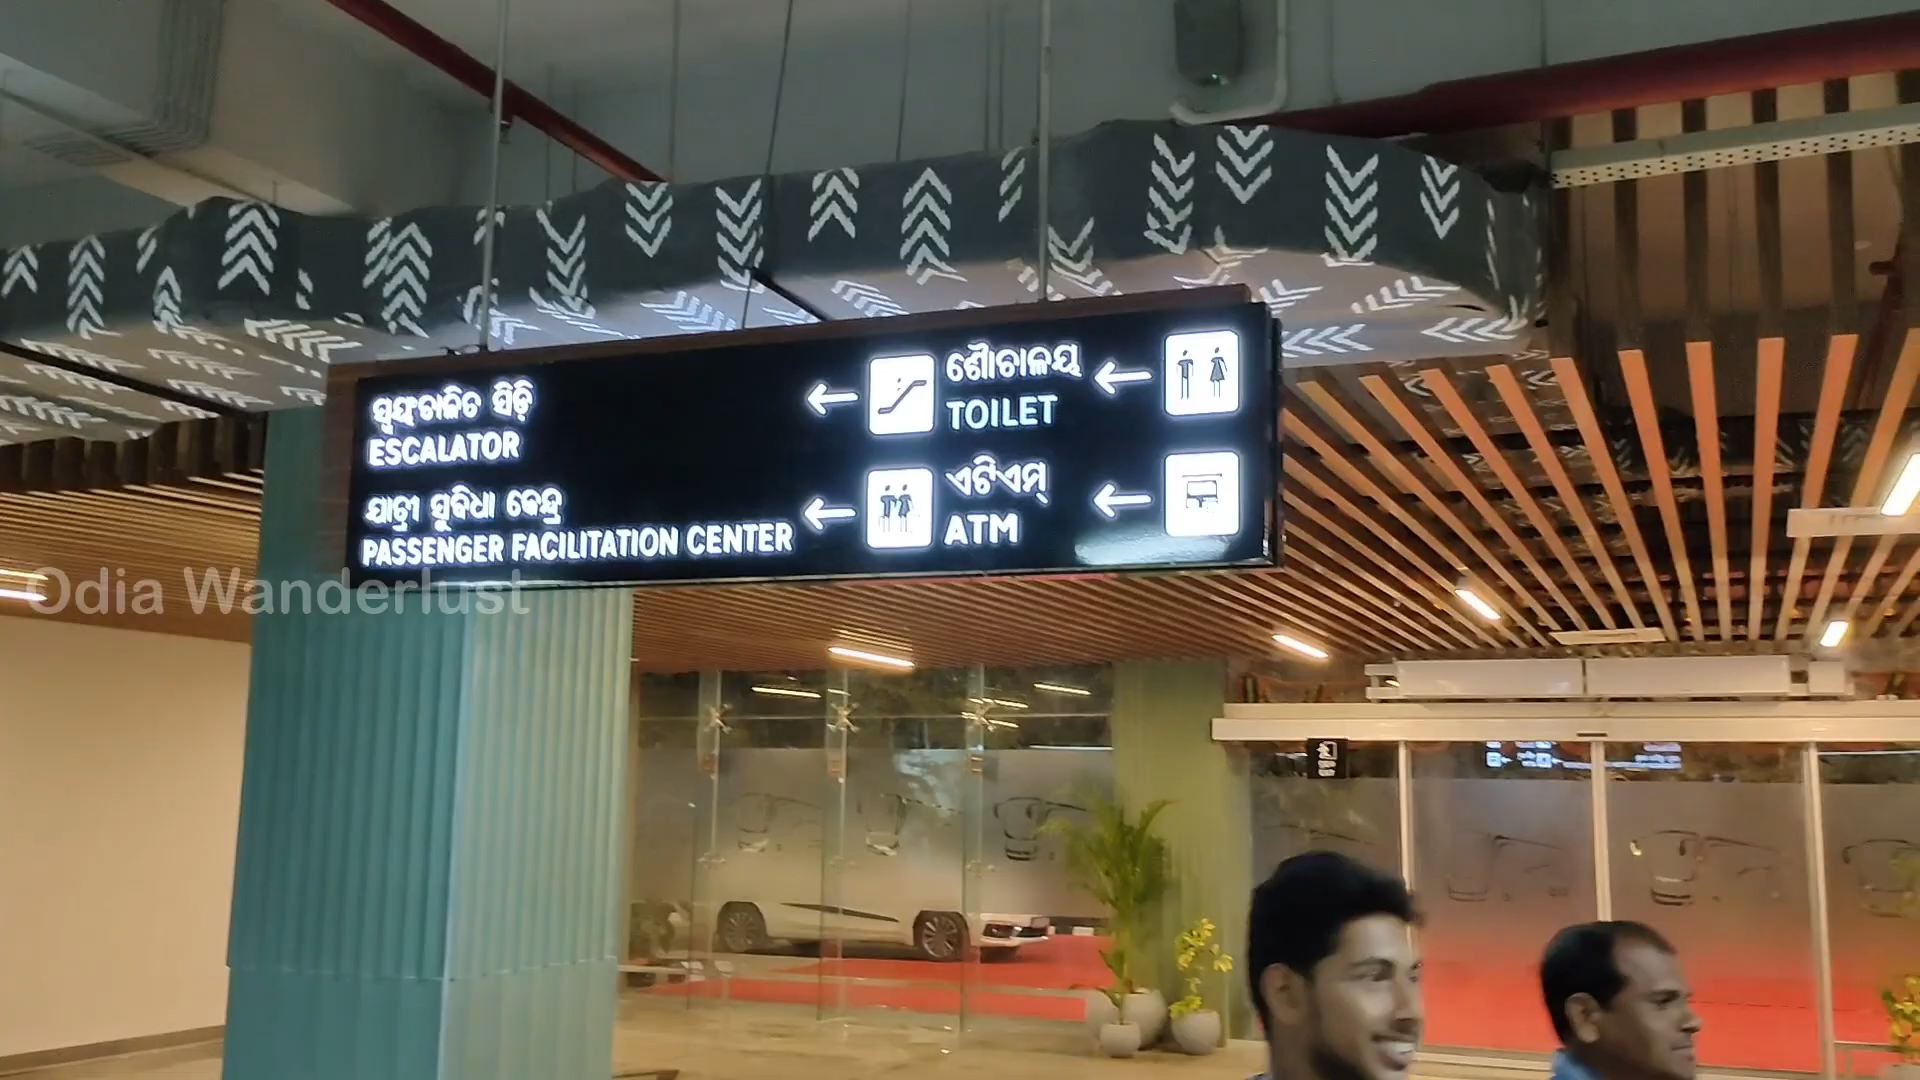 ସ୍ୱୟଂଚାଳିତ ସିଡ଼ି
ESCALATOR
ଯାତ୍ରୀ ସୁବିଧା କେନ୍ଦ୍ର
PASSENGER FACILITATION CENTER
ଶୌଚାଳୟ
TOILET
ଏଟିଏମ୍
ATM
Odia Wanderlust